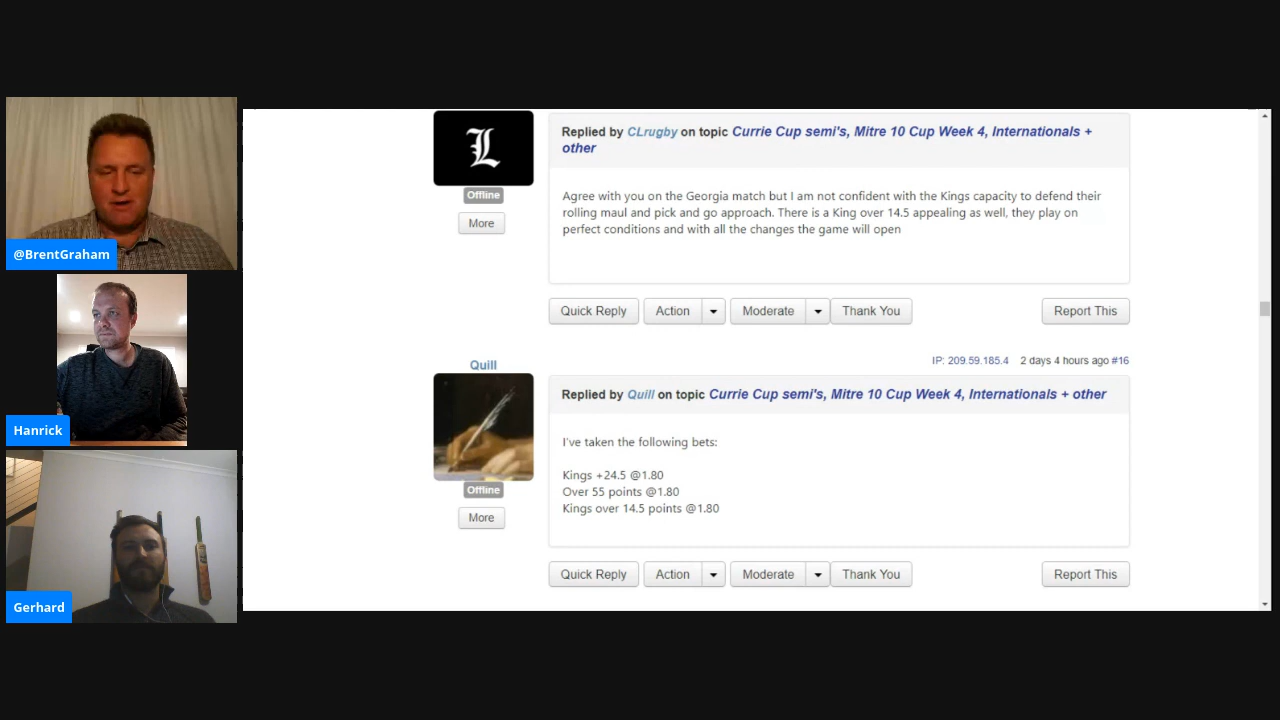 @BrentGraham
Hanrick
Gerhard
L
Offline
More
Replied by CLrugby on topic Currie Cup semi's, Mitre 10 Cup Week 4, Internationals +
other
Agree with you on the Georgia match but I am not confident with the Kings capacity to defend their
rolling maul and pick and go approach. There is a King over 14.5 appealing as well, they play on
perfect conditions and with all the changes the game will open
Quick Reply
Action
Moderate
Thank You
Report This
IP: 209.59.185.4 2 days 4 hours ago #16
Quill
Offline
More
Replied by Quill on topic Currie Cup semi's, Mitre 10 Cup Week 4, Internationals + other
I've taken the following bets:
Kings +24.5 @1.80
Over 55 points @1.80
Kings over 14.5 points @1.80
Quick Reply
Action
Moderate
Thank You
Report This